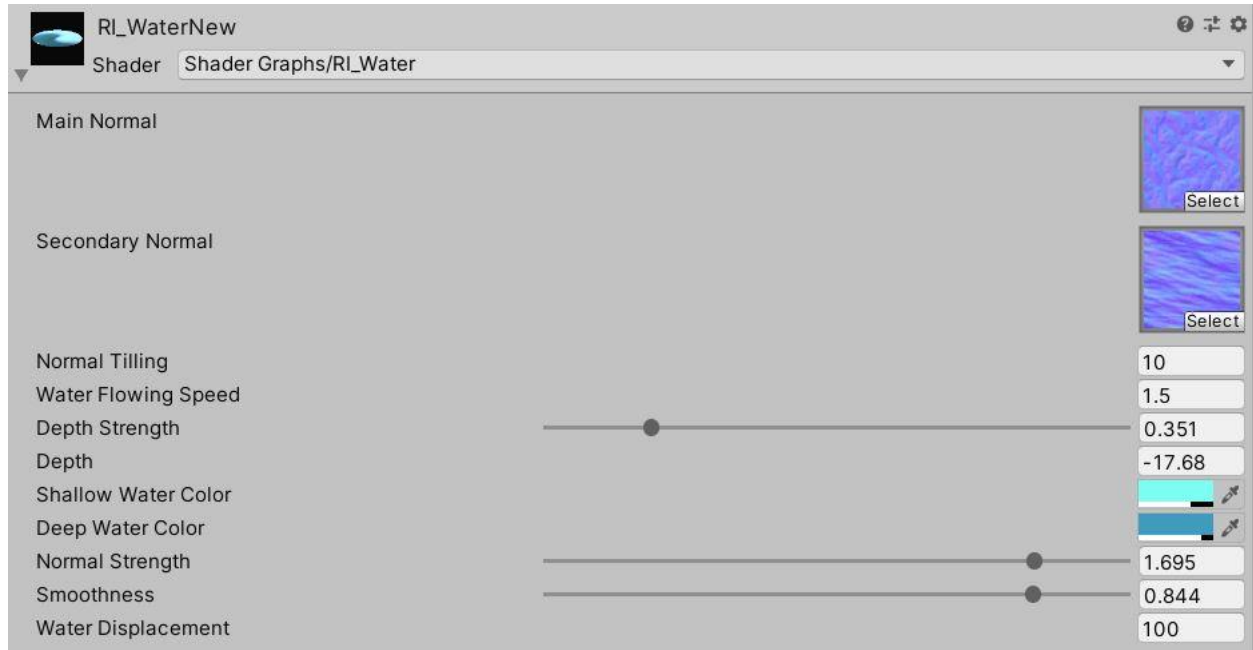 RI_WaterNew
Shader Shader Graphs/RI_Water
Main Normal
Select
Secondary Normal
Select
Normal Tilling 10
Water Flowing Speed 1.5
Depth Strength 0.351
Depth -17.68
Shallow Water Color
Deep Water Color
Normal Strength 1.695
Smoothness 0.844
Water Displacement 100